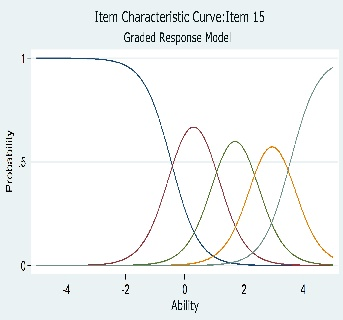 Item Characteristic Curve:Item 15
Graded Response Model
1
.5
0
Probability
-4 -2 0 2 4
Ability